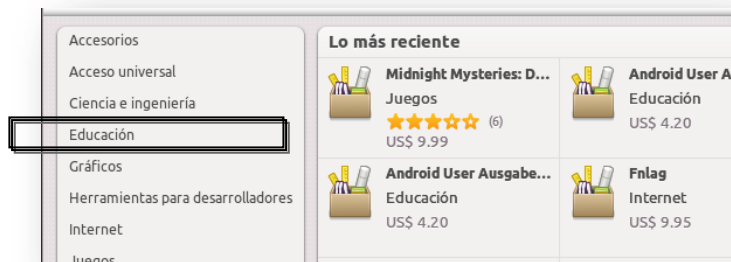 Accesorios
Acceso universal
Ciencia e ingeniería
Educación
Gráficos
Herramientas para desarrolladores
Internet
Juegos
Lo más reciente
Midnight Mysteries: D...
Juegos
(6)
US$ 9.99
Android User A
Educación
US$ 4.20
Android User Ausgabe...
Educación
US$ 4.20
Fnlag
Internet
US$ 9.95